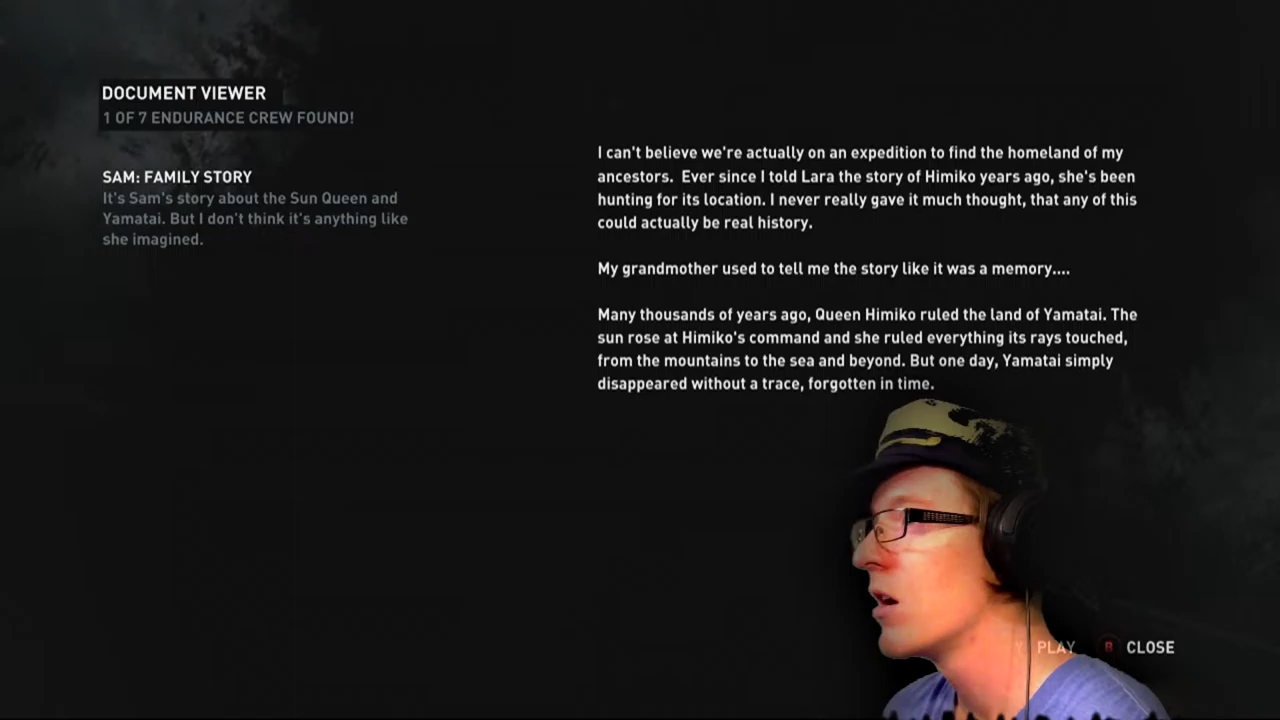 DOCUMENT VIEWER
1 OF 7 ENDURANCE CREW FOUND!
SAM: FAMILY STORY
It's Sam's story about the Sun Queen and
Yamatai. But I don't think it's anything like
she imagined.
I can't believe we're actually on an expedition to find the homeland of my
ancestors.  Ever since I told Lara the story of Himiko years ago, she's been
hunting for its location. I never really gave it much thought, that any of this
could actually be real history.
My grandmother used to tell me the story like it was a memory....
Many thousands of years ago, Queen Himiko ruled the land of Yamatai. The
sun rose at Himiko's command and she ruled everything its rays touched,
from the mountains to the sea and beyond. But one day, Yamatai simply
disappeared without a trace, forgotten in time.
Y PLAY B CLOSE